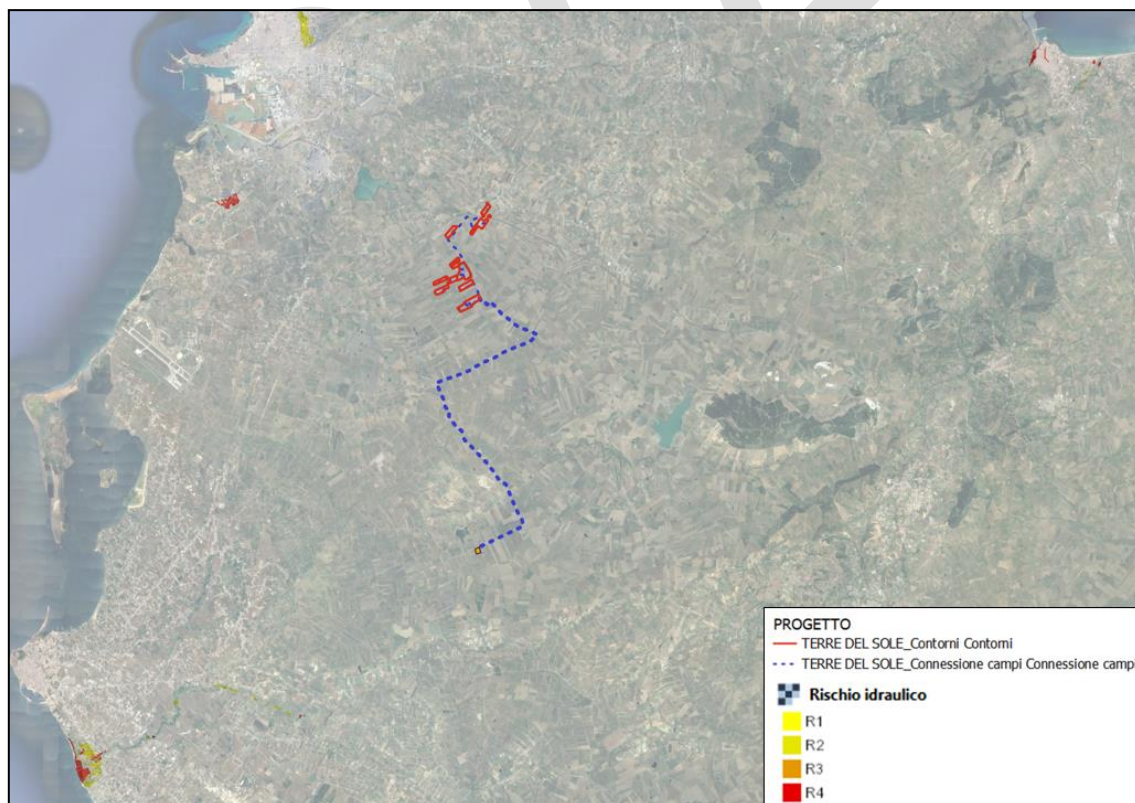 PROGETTO
TERRE DEL SOLE_Contorni Contorni
TERRE DEL SOLE_Connessione campi Connessione campi
Rischio idraulico
R1
R2
R3
R4